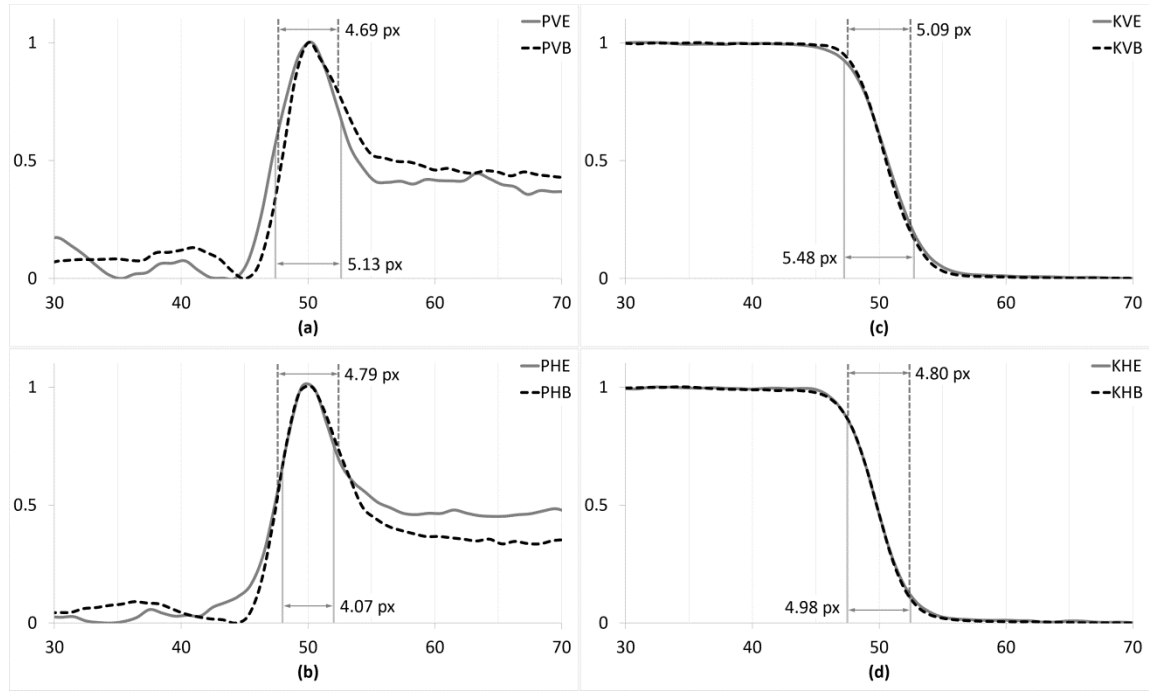 4.69 px
PVE
PVB
1
0.5
0
5.13 px
30 40 50 60 70
(a)
5.09 px
KVE
KVB
1
0.5
0
5.48 px
30 40 50 60 70
(c)
4.79 px
PHE
PHB
1
0.5
0
4.07 px
30 40 50 60 70
(b)
4.80 px
KHE
KHB
1
0.5
0
4.98 px
30 40 50 60 70
(d)